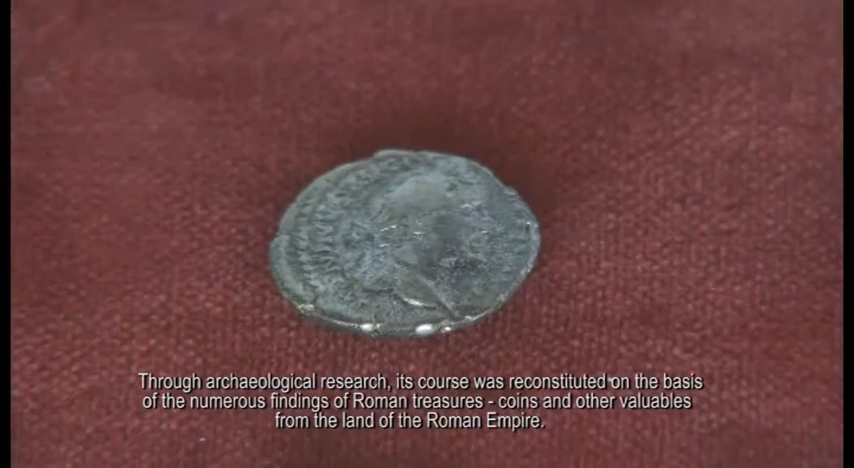 Through archaeological research, its course was reconstituted on the basis
of the numerous findings of Roman treasures - coins and other valuables
from the land of the Roman Empire.